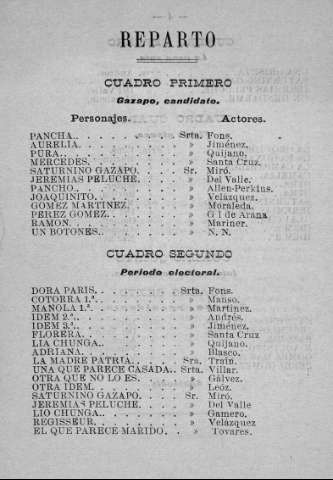 REPARTO
CUADRO PRIMERO
Gazapo, candidato.
Personajes. Actores.
PANCHA. . . . . . . . . Srta. Fons.
AURELIA. . . . . . . . . » Jiménez.
PURA. . . . . . . . . . » Quijano.
MERCEDES. . . . . . . . » Santa Cruz.
SATURNINO GAZAPO. . . . Sr. Miró.
JEREMIAS PELUCHE. . . . » Del Valle.
PANCHO. . . . . . . . . » Allen-Perkins.
JOAQUINITO. . . . . . . » Velázquez.
GOMEZ MARTINEZ. . . . . » Moraleda.
PEREZ GOMEZ. . . . . . . » G l de Arana
RAMON. . . . . . . . . . » Mariner.
UN BOTONES. . . . . . . » N. N.
CUADRO SEGUNDO
Periodo electoral.
DORA PARIS. . . . . . . Srta. Fons.
COTORRA 1.ª. . . . . . . » Manso.
MANOLA 1.ª. . . . . . . » Martínez.
IDEM 2.ª. . . . . . . . » Andrés.
IDEM 3.ª. . . . . . . . » Jiménez.
FLORERA. . . . . . . . . » Santa Cruz
LIA CHUNGA. . . . . . . » Quijano.
ADRIANA. . . . . . . . . » Blasco.
LA MADRE PATRIA. . . . . Sra. Train.
UNA QUE PARECE CASADA. . Srta. Villar.
OTRA QUE NO LO ES. . . . » Gálvez.
OTRA IDEM. . . . . . . . » Leóz.
SATURNINO GAZAPO. . . . Sr. Miró.
JEREMIAS PELUCHE. . . . » Del Valle
LIO CHUNGA. . . . . . . » Gamero.
REGISSEUR. . . . . . . . » Velázquez
EL QUE PARECE MARIDO. . » Tovares.